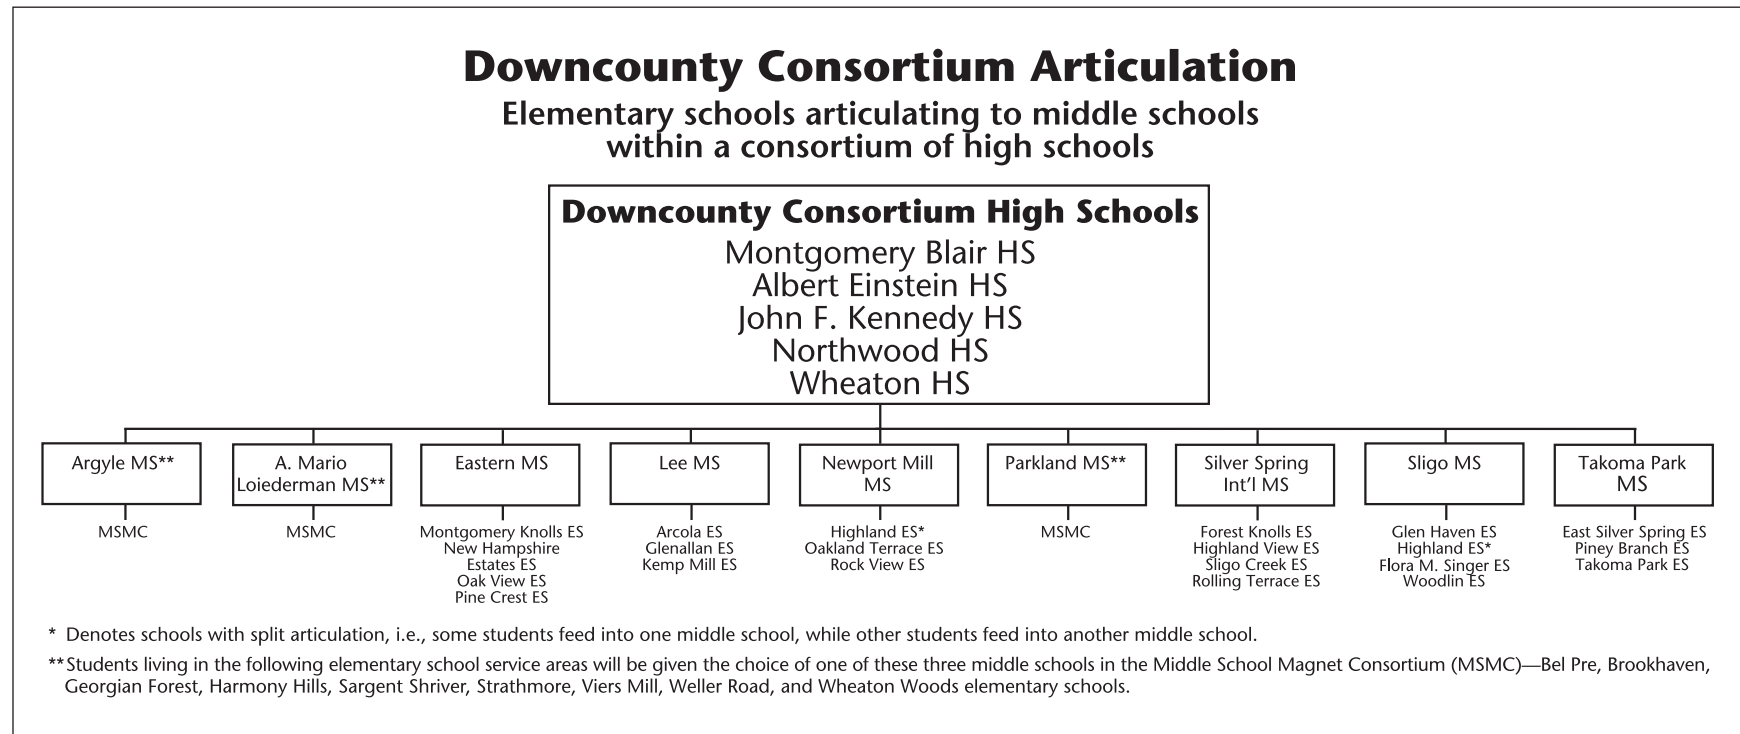 Downcounty Consortium Articulation
Elementary schools articulating to middle schools
within a consortium of high schools
Downcounty Consortium High Schools
Montgomery Blair HS
Albert Einstein HS
John F. Kennedy HS
Northwood HS
Wheaton HS
Argyle MS**
MSMC
A. Mario
Loiederman MS**
MSMC
Eastern MS
Montgomery Knolls ES
New Hampshire
Estates ES
Oak View ES
Pine Crest ES
Lee MS
Arcola ES
Glenallan ES
Kemp Mill ES
Newport Mill
MS
Highland ES*
Oakland Terrace ES
Rock View ES
Parkland MS**
MSMC
Silver Spring
Int’l MS
Forest Knolls ES
Highland View ES
Sligo Creek ES
Rolling Terrace ES
Sligo MS
Glen Haven ES
Highland ES*
Flora M. Singer ES
Woodlin ES
Takoma Park
MS
East Silver Spring ES
Piney Branch ES
Takoma Park ES
* Denotes schools with split articulation, i.e., some students feed into one middle school, while other students feed into another middle school.
**Students living in the following elementary school service areas will be given the choice of one of these three middle schools in the Middle School Magnet Consortium (MSMC)—Bel Pre, Brookhaven,
Georgian Forest, Harmony Hills, Sargent Shriver, Strathmore, Viers Mill, Weller Road, and Wheaton Woods elementary schools.